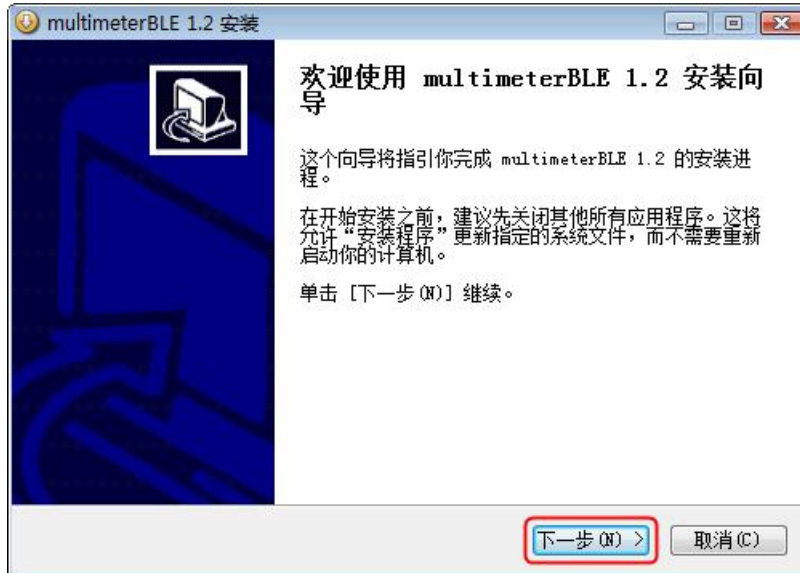 multimeterBLE 1.2 安装
欢迎使用 multimeterBLE 1.2 安装向
导
这个向导将指引你完成 multimeterBLE 1.2 的安装进
程。
在开始安装之前，建议先关闭其他所有应用程序。这将
允许“安装程序”更新指定的系统文件，而不需要重新
启动你的计算机。
单击 [下一步(N)] 继续。
下一步(N) >
取消(C)